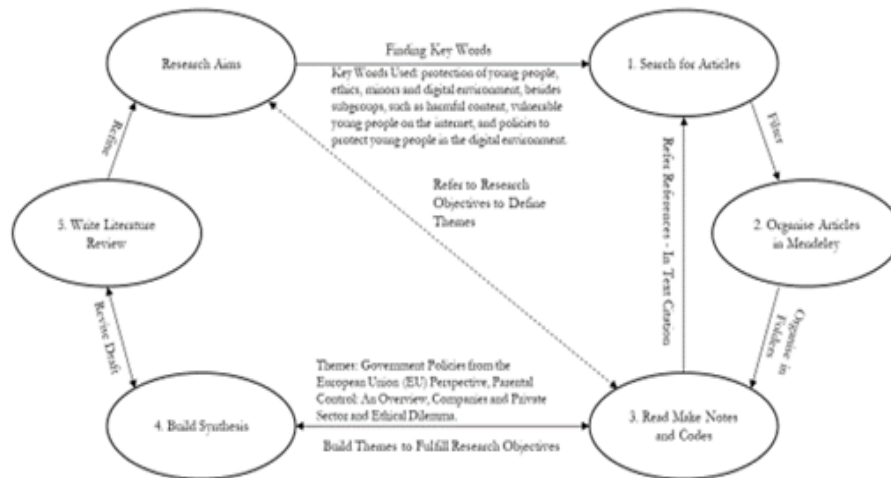 Research Aims
Finding Key Words
1. Search for Articles
Key Words Used: protection of young people,
ethics, minors and digital environment, besides
subgroups, such as harmful content, vulnerable
young people on the internet, and policies to
protect young people in the digital environment.
Filter
Refine
Refer to Research
Objectives to Define
Themes
Refer References - In Text Citation
5. Write Literature
Review
2. Organise Articles
in Mendeley
Revise Draft
Organise in
Folders
Themes: Government Policies from the
European Union (EU) Perspective, Parental
Control: An Overview, Companies and Private
Sector and Ethical Dilemma.
4. Build Synthesis
3. Read Make Notes
and Codes
Build Themes to Fulfill Research Objectives